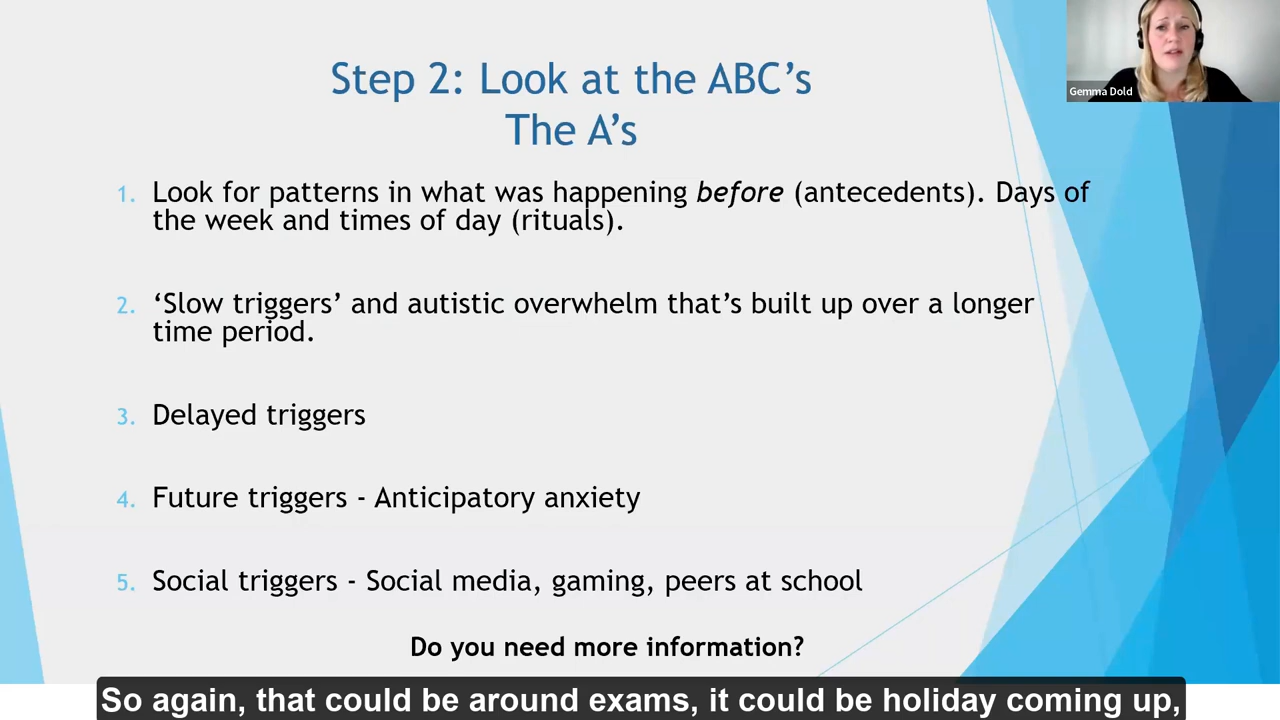 Step 2: Look at the ABC’s
The A’s
Gemma Dold
1. Look for patterns in what was happening before (antecedents). Days of
the week and times of day (rituals).
2. ‘Slow triggers’ and autistic overwhelm that’s built up over a longer
time period.
3. Delayed triggers
4. Future triggers - Anticipatory anxiety
5. Social triggers - Social media, gaming, peers at school
Do you need more information?
So again, that could be around exams, it could be holiday coming up,